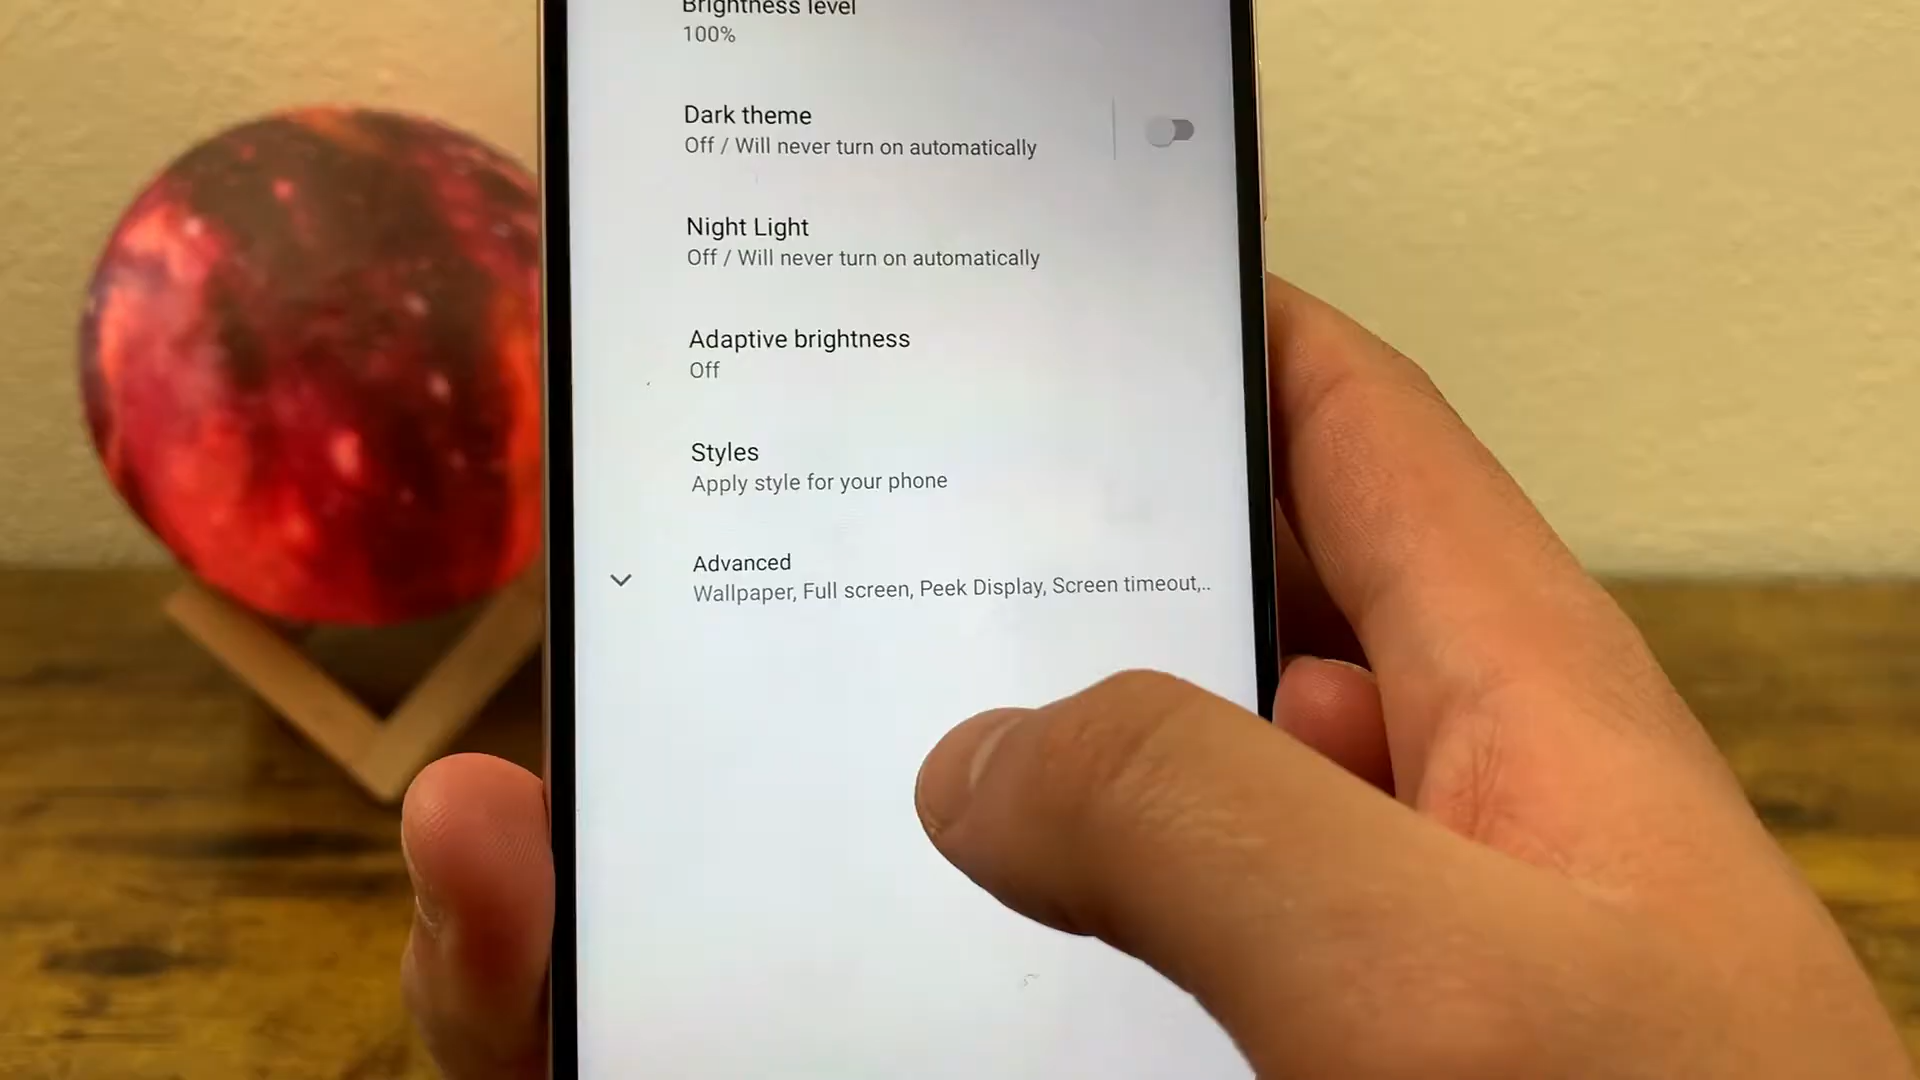 Brightness level
100%
Dark theme
Off / Will never turn on automatically
Night Light
Off / Will never turn on automatically
Adaptive brightness
Off
Styles
Apply style for your phone
Advanced
Wallpaper, Full screen, Peek Display, Screen timeout,..